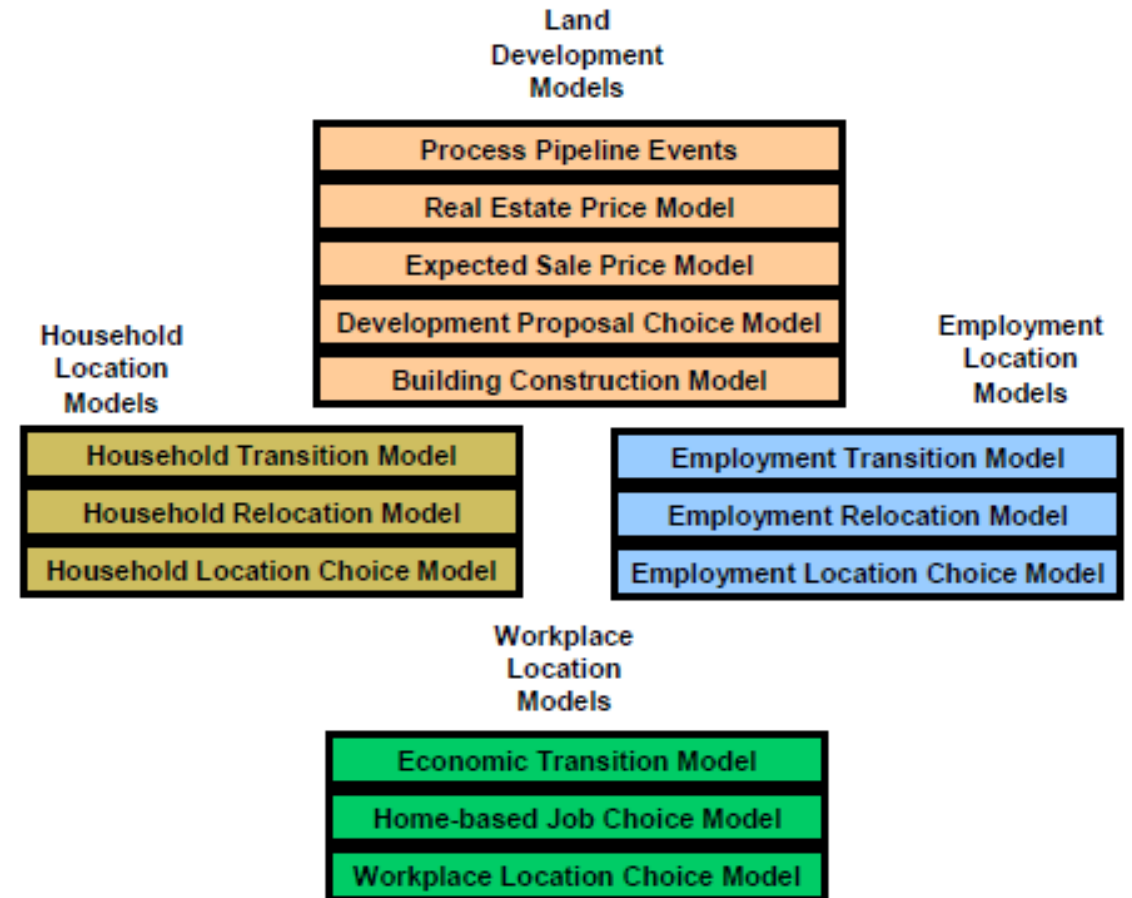 Land
Development
Models
Process Pipeline Events
Real Estate Price Model
Expected Sale Price Model
Development Proposal Choice Model
Building Construction Model
Household
Location
Models
Household Transition Model
Household Relocation Model
Household Location Choice Model
Employment
Location
Models
Employment Transition Model
Employment Relocation Model
Employment Location Choice Model
Workplace
Location
Models
Economic Transition Model
Home-based Job Choice Model
Workplace Location Choice Model